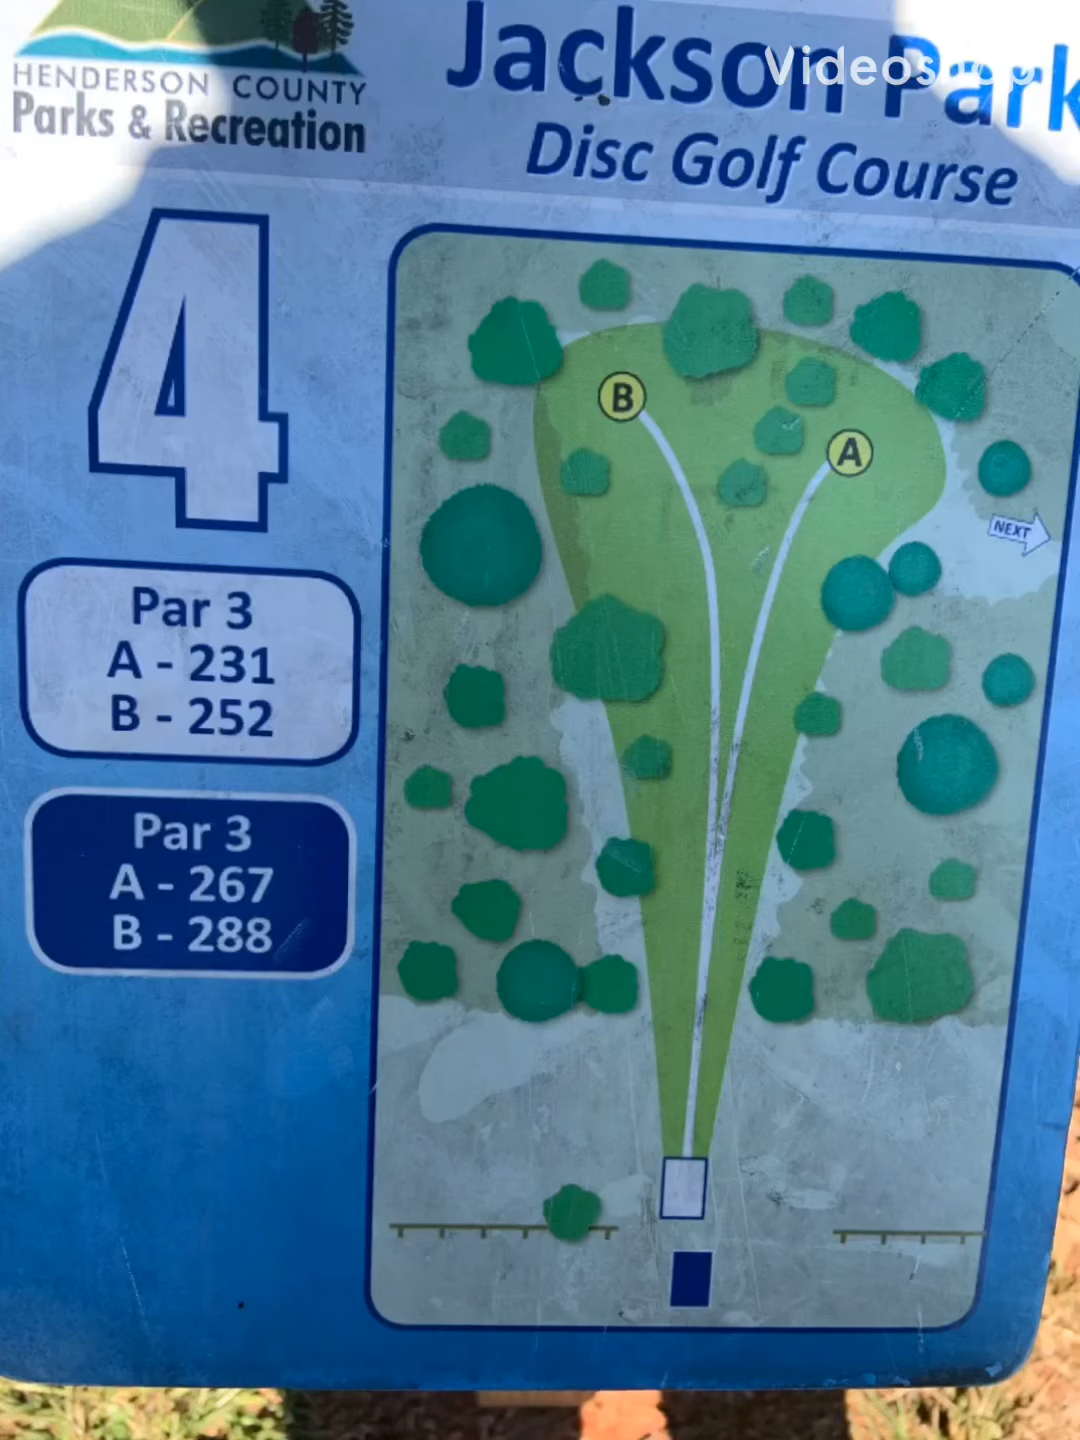 HENDERSON COUNTY
Parks & Recreation
Jackson Park
Videoshop
Disc Golf Course
4
Par 3
A - 231
B - 252
Par 3
A - 267
B - 288
B
A
NEXT